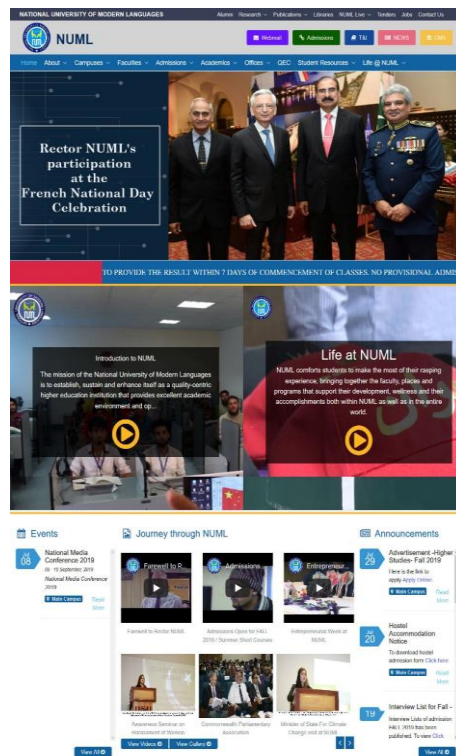 NATIONAL UNIVERSITY OF MODERN LANGUAGES
Alumni Research Publications Libraries NUML Live Tenders Jobs Contact Us
NUML
Webmail Admissions NEWS
Home About Campuses Faculties Admissions Academics Offices QEC Student Resources Life @ NUML
Rector NUML's
participation
at the
French National Day
Celebration
TO PROVIDE THE RESULT WITHIN 7 DAYS OF COMMENCEMENT OF CLASSES. NO PROVISIONAL ADMIS
Introduction to NUML
The mission of the National University of Modern Languages
is to establish, sustain and enhance itself as a quality-centric
higher education institution that provides excellent academic
environment and op...
Life at NUML
NUML comforts students to make the most of their rasping
experience, bringing together the faculty, places and
programs that support their development, wellness and their
accomplishments both within NUML as well as in the entire
world.
Events
08
National Media
Conference 2019
09 - 10 September, 2019
National Media Conference
2019
Main Campus Read
More
Journey through NUML
Farewell to R...
Admissions ...
Entrepreneur...
Farewell to Rector NUML
Admissions Open for FALL
2019 / Summer Short Courses
Entrepreneurial Week at
NUML
Awareness Seminar on
Harassment of Women
Commonwealth Parliamentary
Association
Minister of State For Climate
Change visit at NUML
View Videos View Gallery
Announcements
29
Advertisement -Higher
Studies- Fall 2019
Here is the link to
apply Apply Online.
Main Campus Read
More
20
Hostel
Accommodation
Notice
To download hostel
admission form Click here
Main Campus Read
More
19
Interview List for Fall -
Interview Lists of admission
FALL 2019 has been
published. To view Click
View All
View All